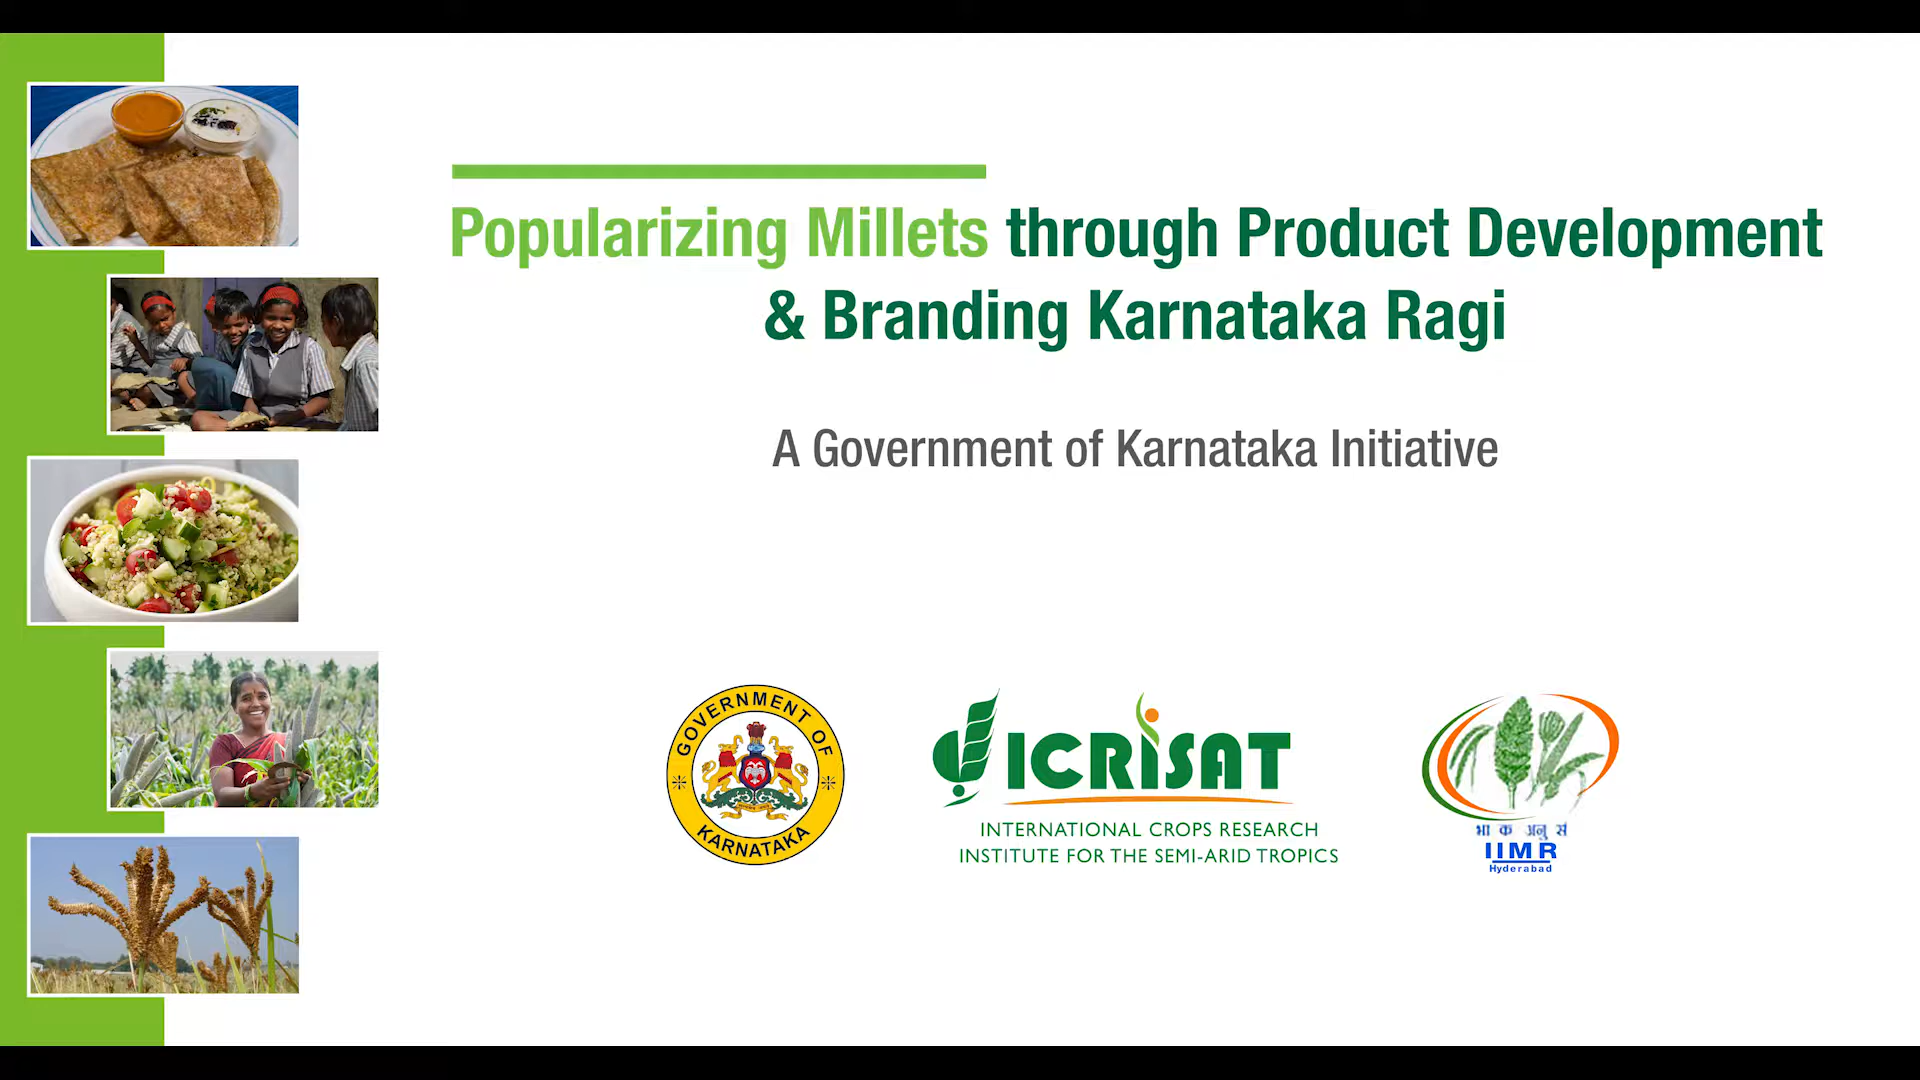 Popularizing Millets through Product Development
& Branding Karnataka Ragi
A Government of Karnataka Initiative
GOVERNMENT OF
KARNATAKA
ICRISAT
INTERNATIONAL CROPS RESEARCH
INSTITUTE FOR THE SEMI-ARID TROPICS
भा कृ अनु सं
IIMR
Hyderabad